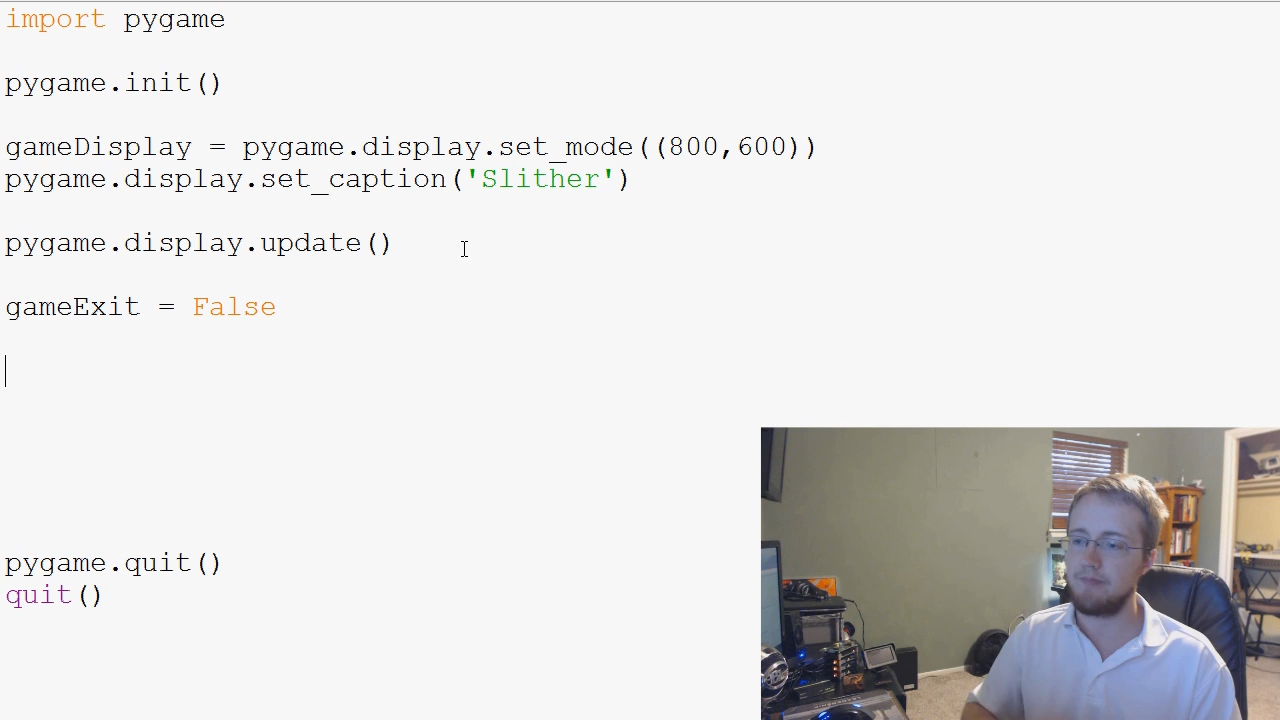 import pygame
pygame.init()
gameDisplay = pygame.display.set_mode((800,600))
pygame.display.set_caption('Slither')
pygame.display.update()
gameExit = False
pygame.quit()
quit()